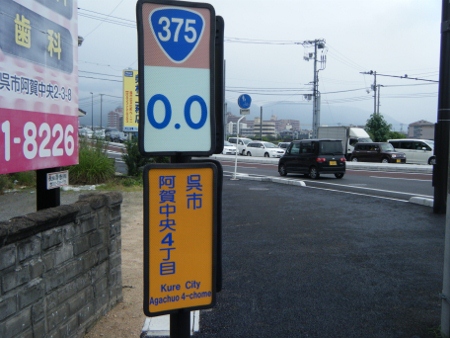 歯科
呉市阿賀中央2-3-8
1-8226
375
0.0
呉市
阿賀中央4丁目
Kure City
Agachuo 4-chome